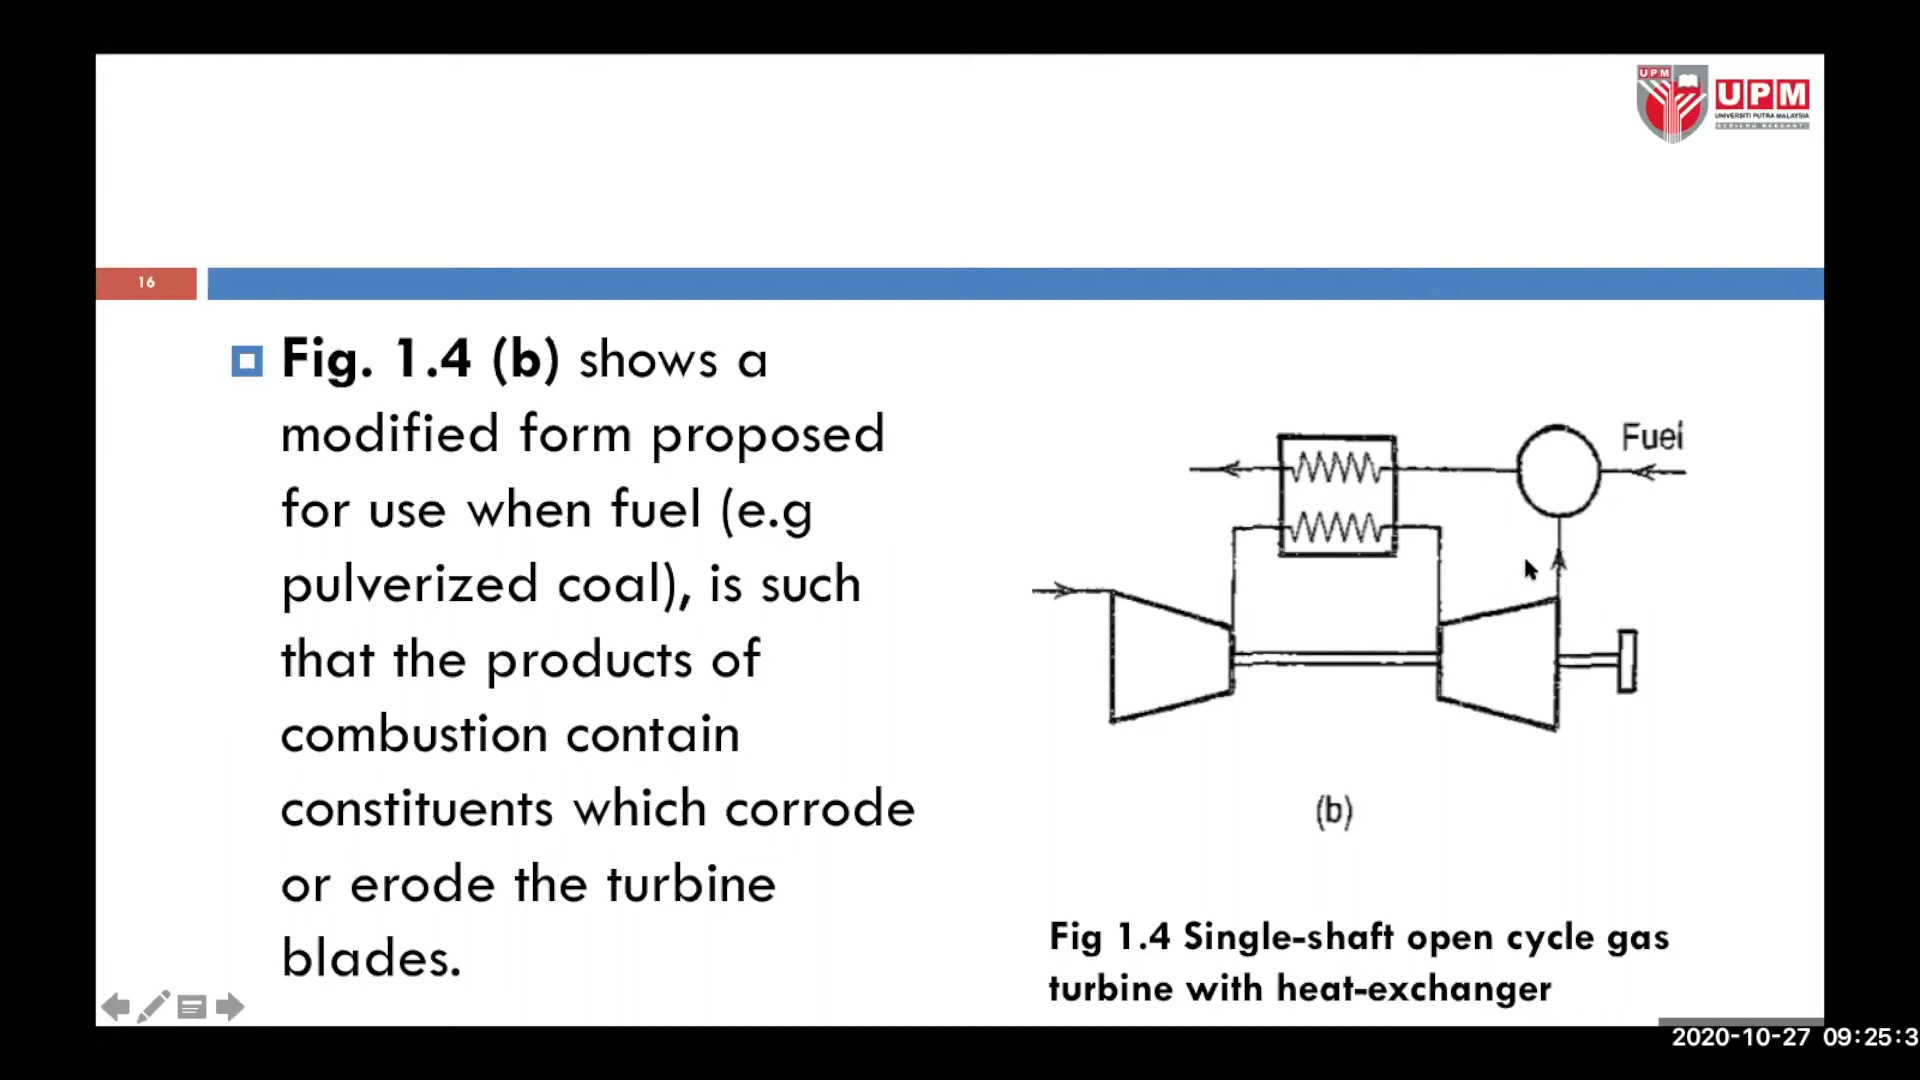 UPM
UPM
UNIVERSITI PUTRA MALAYSIA
16
Fig. 1.4 (b) shows a
modified form proposed
for use when fuel (e.g
pulverized coal), is such
that the products of
combustion contain
constituents which corrode
or erode the turbine
blades.
Fuel
(b)
Fig 1.4 Single-shaft open cycle gas
turbine with heat-exchanger
2020-10-27 09:25:3